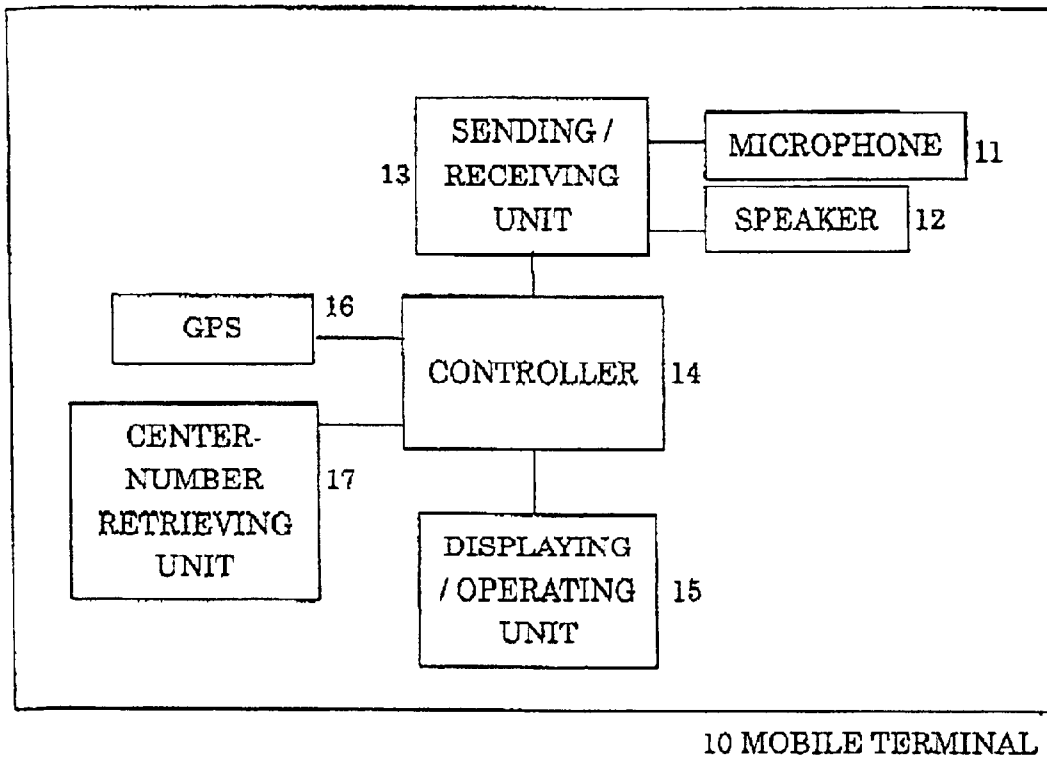 SENDING /
RECEIVING
UNIT
13
MICROPHONE
11
SPEAKER
12
GPS
16
CONTROLLER
14
CENTER-
NUMBER
RETRIEVING
UNIT
17
DISPLAYING
/ OPERATING
UNIT
15
10 MOBILE TERMINAL